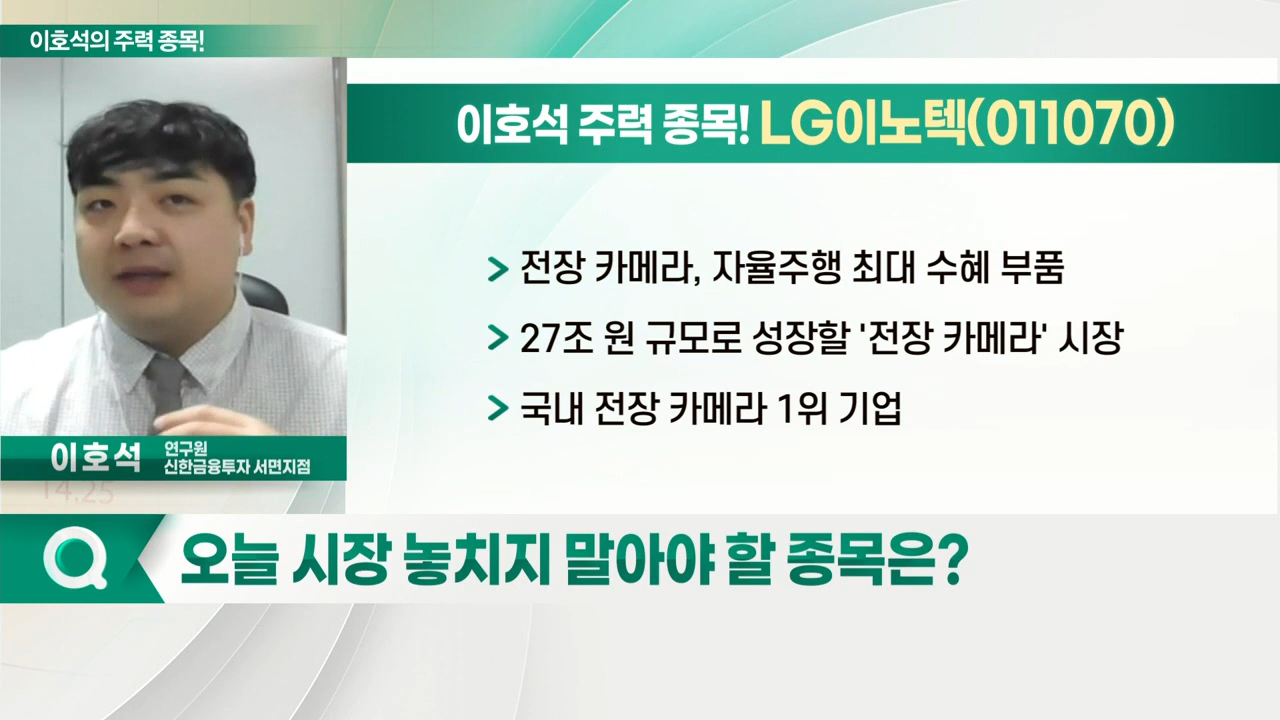 이호석의 주력 종목!
이호석 주력 종목! LG이노텍(011070)
전장 카메라, 자율주행 최대 수혜 부품
27조 원 규모로 성장할 '전장 카메라' 시장
국내 전장 카메라 1위 기업
이호석
연구원
신한금융투자 서면지점
14.25
오늘 시장 놓치지 말아야 할 종목은?